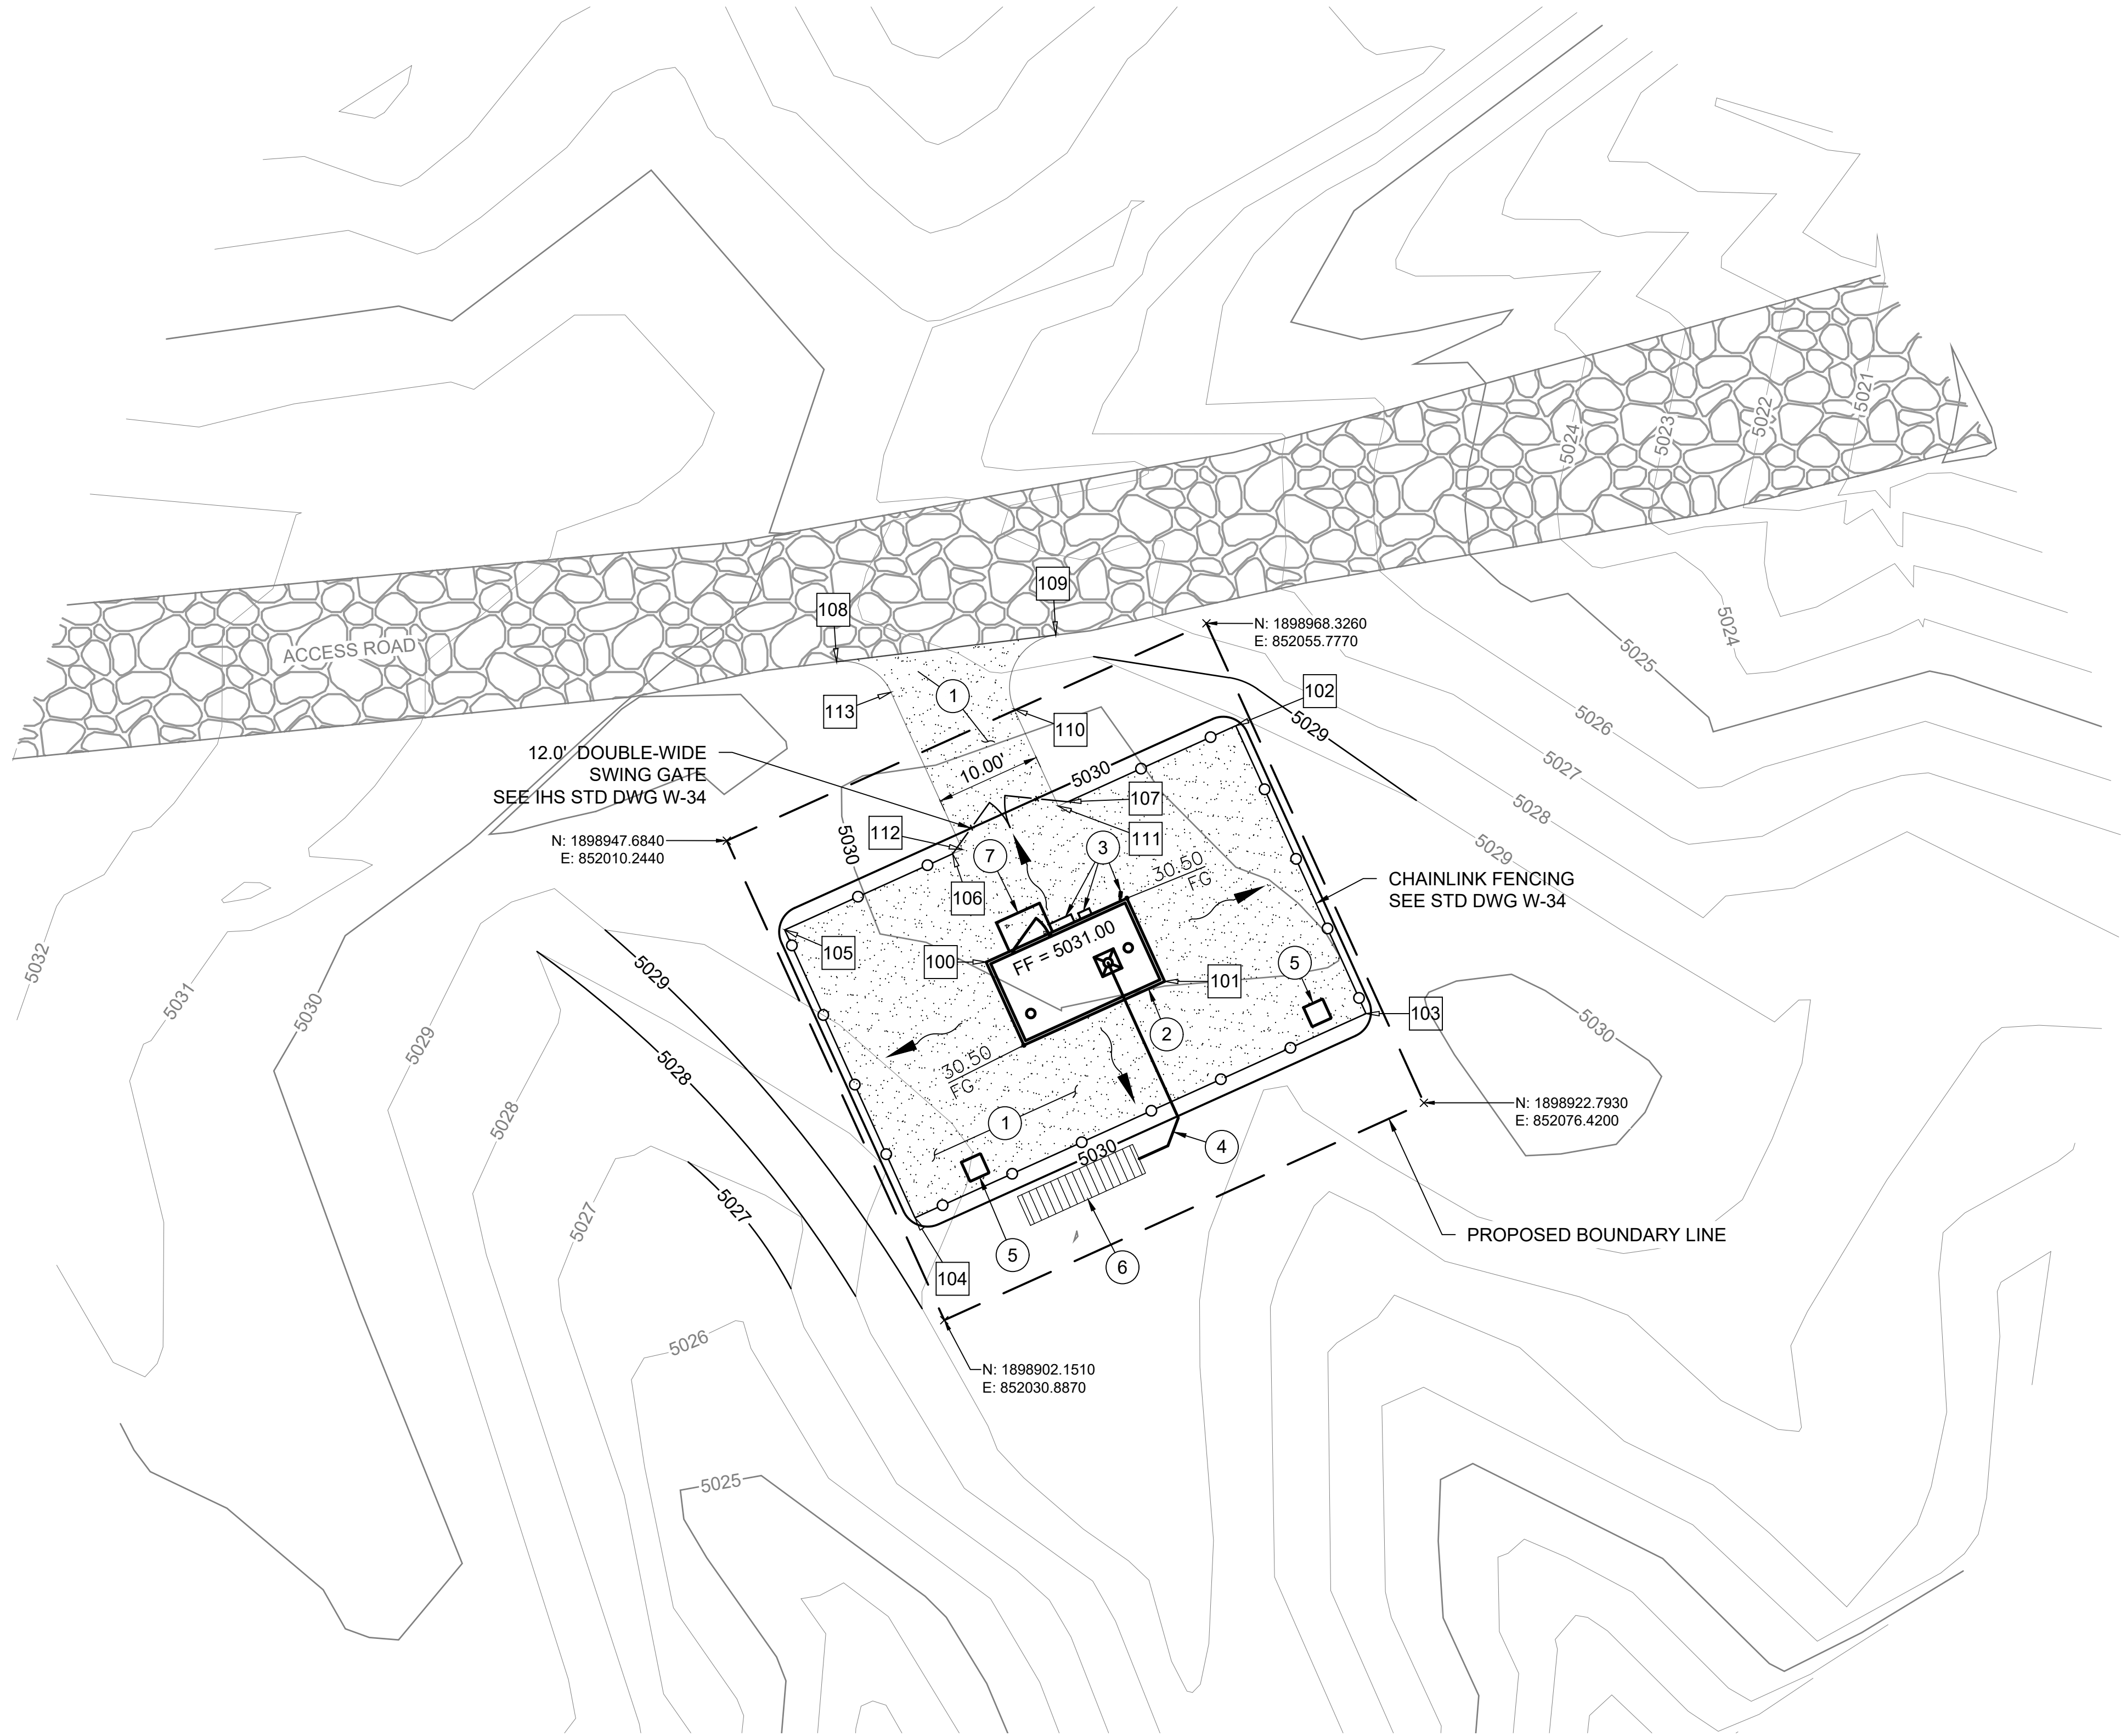 5021
5022
5023
5024
109
108
ACCESS ROAD
N: 1898968.3260
E: 852055.7770
5024
5025
102
1
113
110
5026
5029
12.0' DOUBLE-WIDE
SWING GATE
SEE IHS STD DWG W-34
10.00'
5030
5027
107
5028
112
111
N: 1898947.6840
E: 852010.2440
5030
7
3
5029
30.50
FG
CHAINLINK FENCING
SEE STD DWG W-34
106
105
100
FF = 5031.00
5
101
5032
5029
5031
5030
103
5030
2
5029
5028
30.50
FG
N: 1898922.7930
E: 852076.4200
5028
1
4
5030
5027
5027
PROPOSED BOUNDARY LINE
5
6
104
5026
N: 1898902.1510
E: 852030.8870
5025